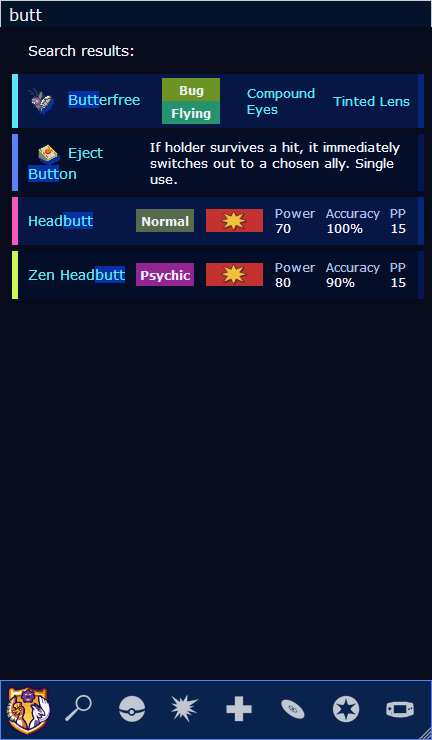 butt
Search results:
Butterfree
Bug
Flying
Compound
Eyes
Tinted Lens
Eject
Button
If holder survives a hit, it immediately
switches out to a chosen ally. Single
use.
Headbutt
Normal
Power
70
Accuracy
100%
PP
15
Zen Headbutt
Psychic
Power
80
Accuracy
90%
PP
15